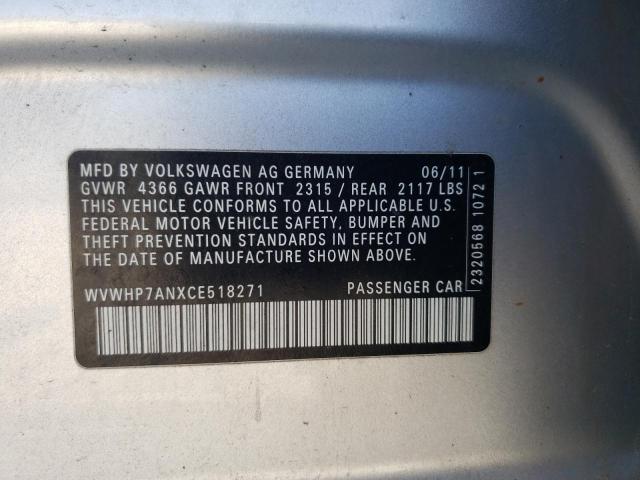 MFD BY VOLKSWAGEN AG GERMANY 06/11
GVWR 4366 GAWR FRONT 2315 / REAR 2117 LBS
THIS VEHICLE CONFORMS TO ALL APPLICABLE U.S.
FEDERAL MOTOR VEHICLE SAFETY, BUMPER AND
THEFT PREVENTION STANDARDS IN EFFECT ON
THE DATE OF MANUFACTURE SHOWN ABOVE.
WVWHP7ANXCE518271 PASSENGER CAR
2320568 1072 1